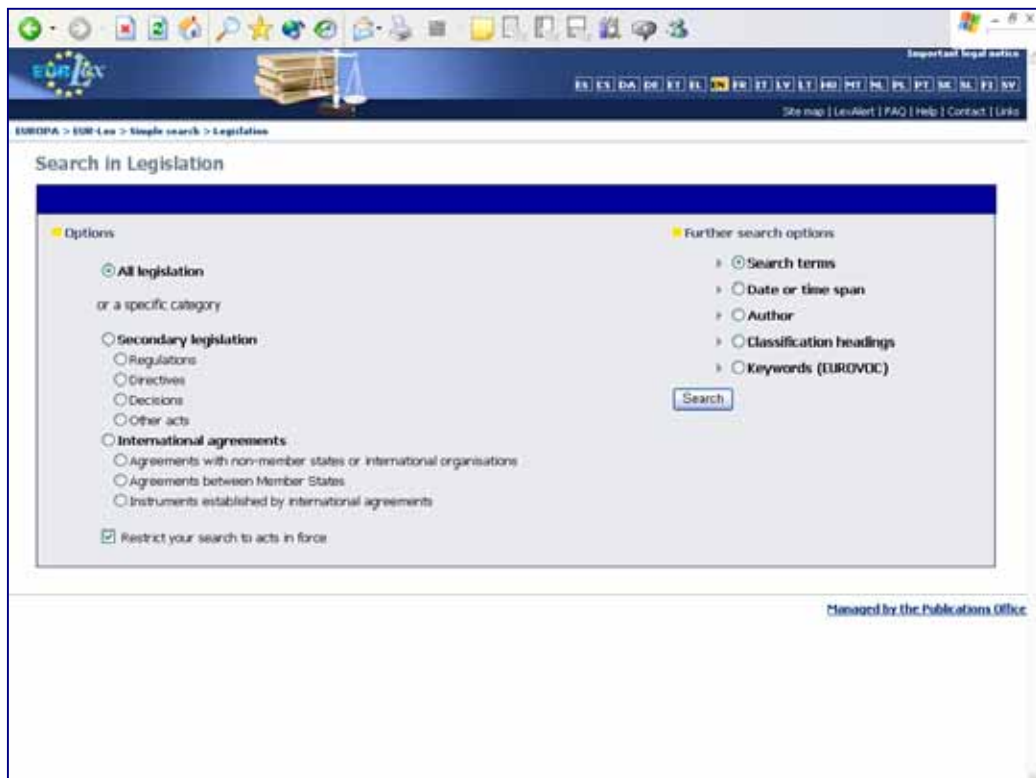 Important legal notice
EUR Lex
ES CS DA DE ET EL EN FR IT LV LT HU MT NL PL PT SK SL FI SV
Site map | LexAlert | FAQ | Help | Contact | Links
EUROPA > EUR-Lex > Simple search > Legislation
Search in Legislation
Options
Further search options
All legislation
Search terms
Date or time span
or a specific category
Author
Secondary legislation
Classification headings
Regulations
Keywords (EUROVOC)
Directives
Decisions
Search
Other acts
International agreements
Agreements with non-member states or international organisations
Agreements between Member States
Instruments established by international agreements
Restrict your search to acts in force
Managed by the Publications Office